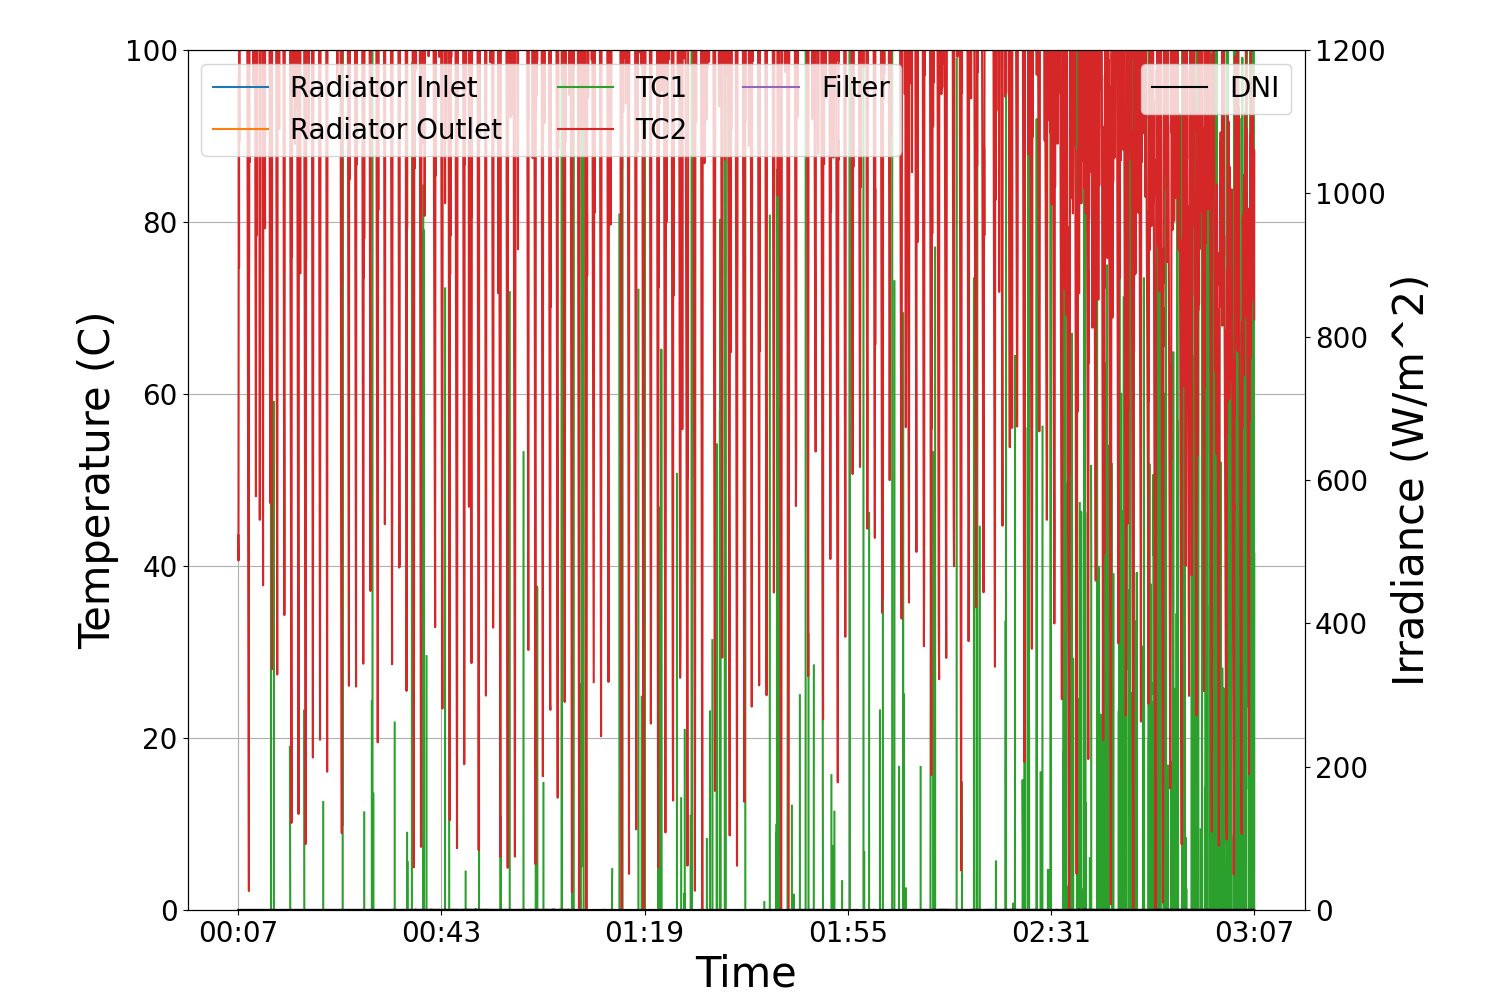 100
80
60
40
20
0
Temperature (C)
Radiator Inlet
Radiator Outlet
TC1
TC2
Filter
DNI
1200
1000
800
600
400
200
0
Irradiance (W/m^2)
00:07
00:43
01:19
01:55
02:31
03:07
Time